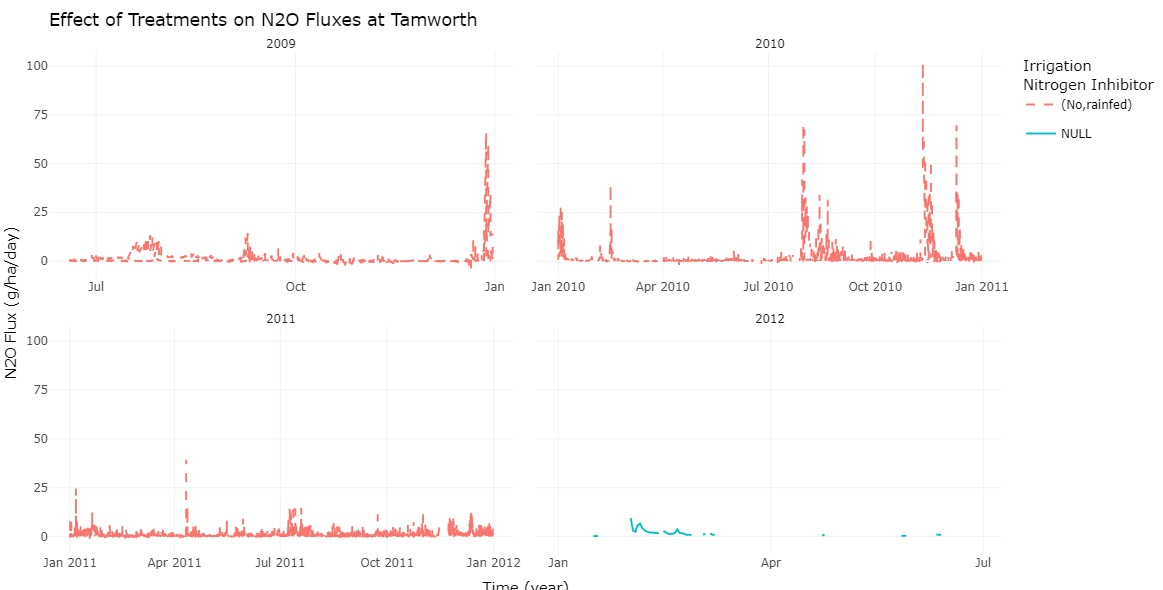 Effect of Treatments on N2O Fluxes at Tamworth
2009
2010
Irrigation
Nitrogen Inhibitor
(No,rainfed)
NULL
N2O Flux (g/ha/day)
100
75
50
25
0
Jul
Oct
Jan
Jan 2010
Apr 2010
Jul 2010
Oct 2010
Jan 2011
2011
2012
100
75
50
25
0
Jan 2011
Apr 2011
Jul 2011
Oct 2011
Jan 2012
Jan
Apr
Jul
Time (year)